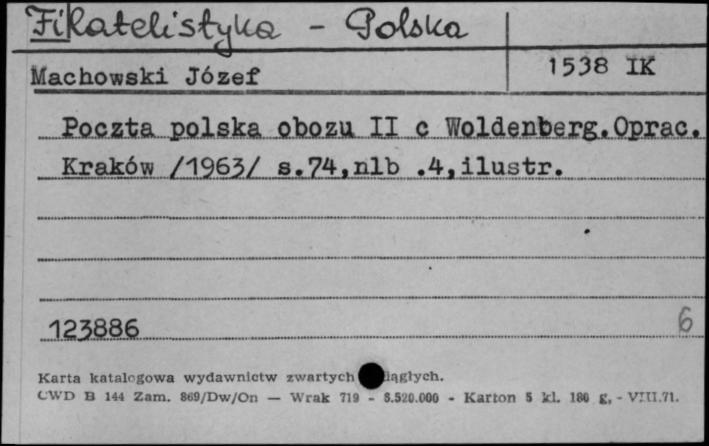 Filatelistyka - Polska
Machowski Józef
1538 IK
Poczta polska obozu II c Woldenberg.Oprac.
Kraków /1963/ s.74,nlb .4,ilustr.
123886
6
Karta katalogowa wydawnictw zwartych
CWD B 144 Zam. 869/Dw/On — Wrak 719 - 8.520.000 - Karton 5 kl. 180 g, - VIII.71.